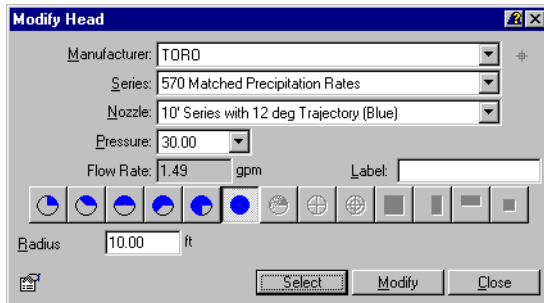 Modify Head
Manufacturer: TORO
Series: 570 Matched Precipitation Rates
Nozzle: 10' Series with 12 deg Trajectory (Blue)
Pressure: 30.00
Flow Rate: 1.49 gpm Label:
Radius 10.00 ft
Select Modify Close